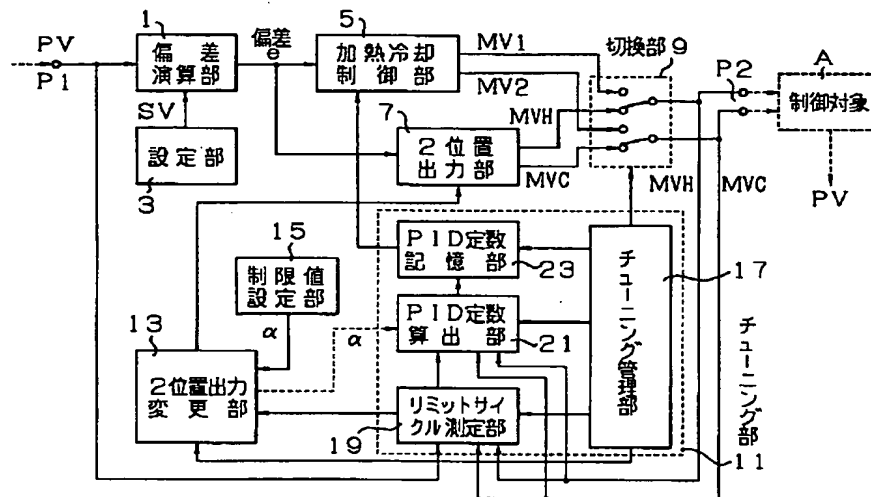 PV
P1
1
偏差
演算部
偏差
e
5
加熱冷却
制御部
MV1
MV2
切換部 9
P2
A
制御対象
PV
SV
設定部
3
7
2位置
出力部
MVH
MVC
MVH
MVC
15
制限値
設定部
α
α
13
2位置出力
変更部
PID定数
記憶部
23
PID定数
算出部
21
リミットサイ
クル測定部
19
チューニング管理部
17
チューニング部
11